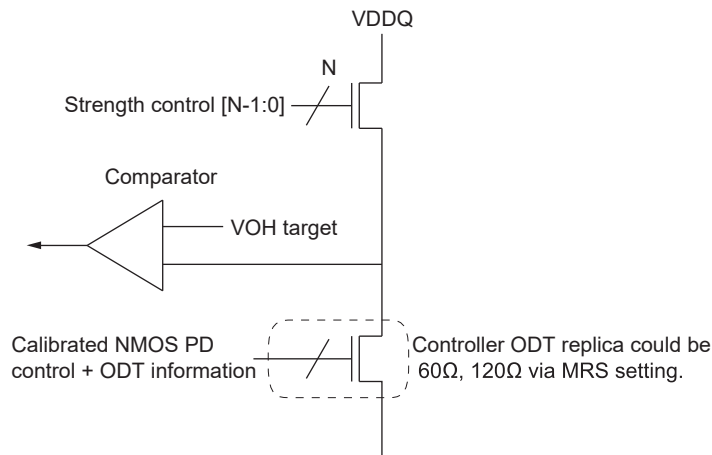 VDDQ
N
Strength control [N-1:0]
Comparator
VOH target
Calibrated NMOS PD
control + ODT information
Controller ODT replica could be
60Ω, 120Ω via MRS setting.